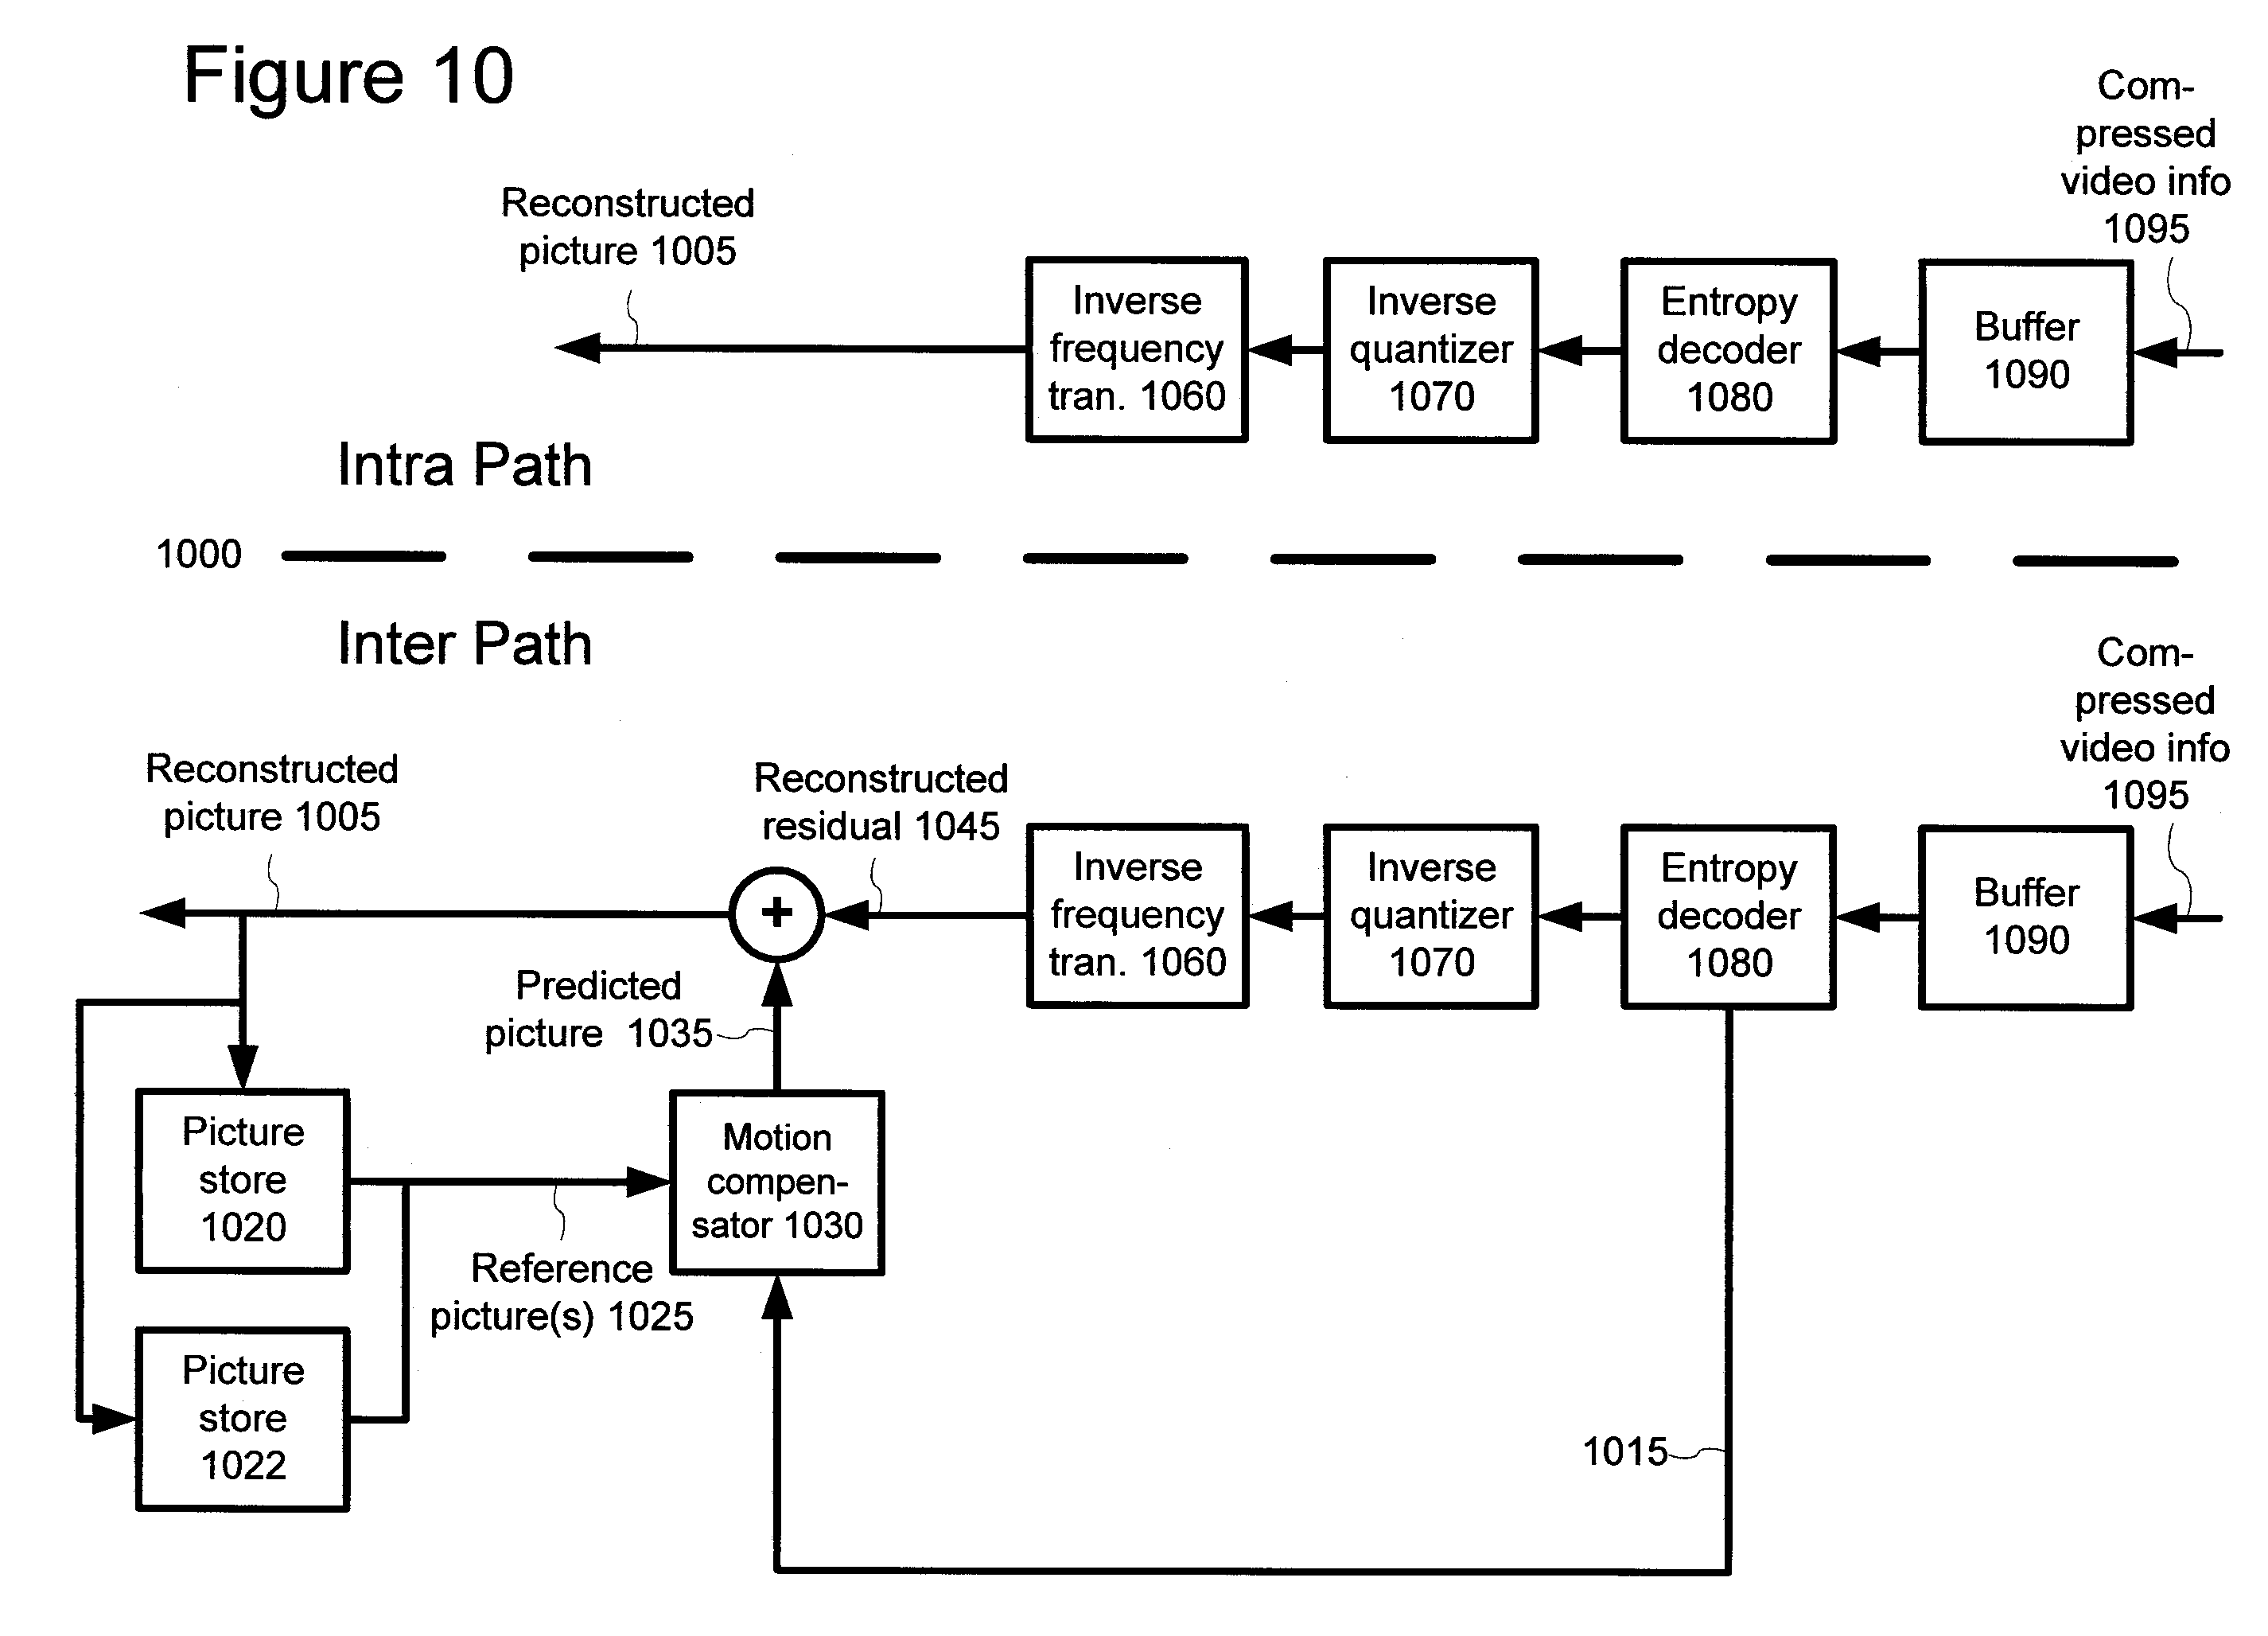 Figure 10
Com-
pressed
video info
1095
Reconstructed
picture 1005
Inverse
frequency
tran. 1060
Inverse
quantizer
1070
Entropy
decoder
1080
Buffer
1090
Intra Path
1000
Inter Path
Com-
pressed
video info
1095
Reconstructed
picture 1005
Reconstructed
residual 1045
Inverse
frequency
tran. 1060
Inverse
quantizer
1070
Entropy
decoder
1080
Buffer
1090
+
Predicted
picture 1035
Picture
store
1020
Motion
compen-
sator 1030
Reference
picture(s) 1025
Picture
store
1022
1015